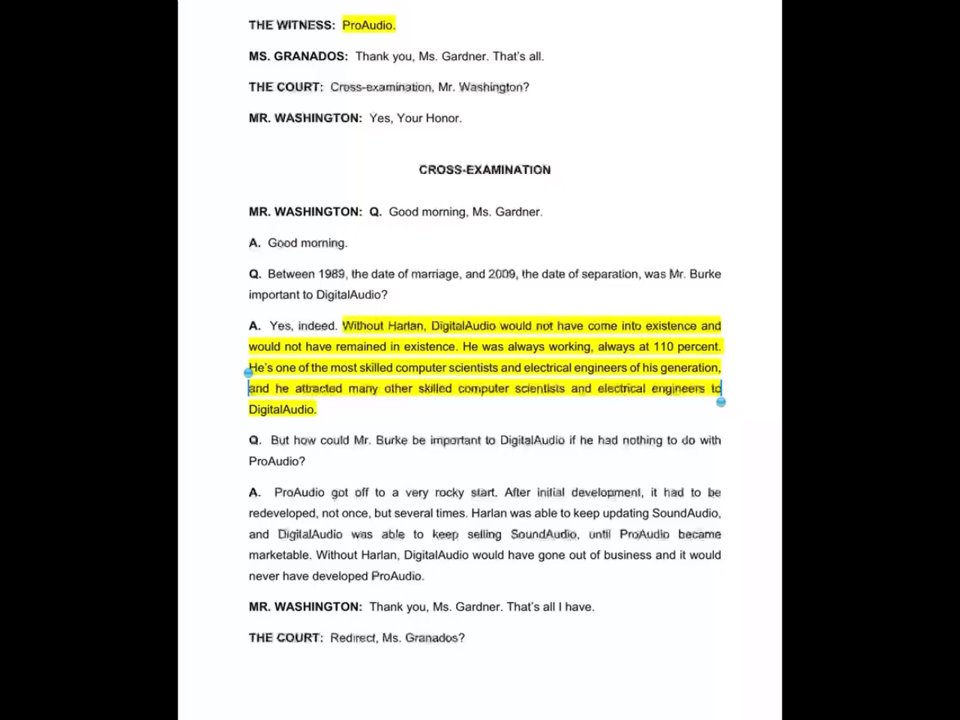 THE WITNESS: ProAudio.
MS. GRANADOS: Thank you, Ms. Gardner. That's all.
THE COURT: Cross-examination, Mr. Washington?
MR. WASHINGTON: Yes, Your Honor.
CROSS-EXAMINATION
MR. WASHINGTON: Q. Good morning, Ms. Gardner.
A. Good morning.
Q. Between 1989, the date of marriage, and 2009, the date of separation, was Mr. Burke
important to DigitalAudio?
A. Yes, indeed. Without Harlan, DigitalAudio would not have come into existence and
would not have remained in existence. He was always working, always at 110 percent.
He's one of the most skilled computer scientists and electrical engineers of his generation,
and he attracted many other skilled computer scientists and electrical engineers to
DigitalAudio.
Q. But how could Mr. Burke be important to DigitalAudio if he had nothing to do with
ProAudio?
A. ProAudio got off to a very rocky start. After initial development, it had to be
redeveloped, not once, but several times. Harlan was able to keep updating SoundAudio,
and DigitalAudio was able to keep selling SoundAudio, until ProAudio became
marketable. Without Harlan, DigitalAudio would have gone out of business and it would
never have developed ProAudio.
MR. WASHINGTON: Thank you, Ms. Gardner. That's all I have.
THE COURT: Redirect, Ms. Granados?